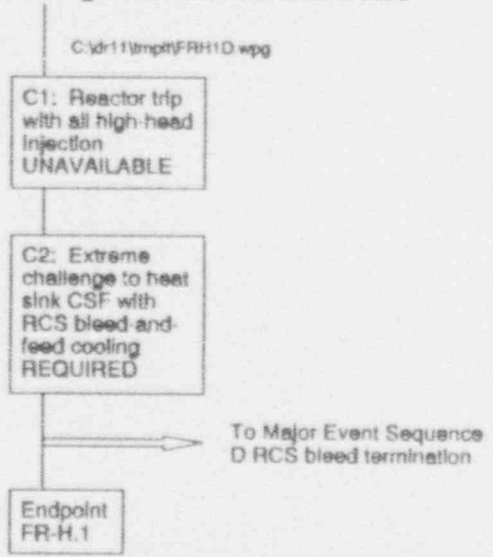 C:\dr11\tmplt\FRH1D.wpg
C1: Reactor trip
with all high-head
injection
UNAVAILABLE
C2: Extreme
challenge to heat
sink CSF with
RCS bleed-and-
feed cooling
REQUIRED
To Major Event Sequence
D RCS bleed termination
Endpoint
FR-H.1